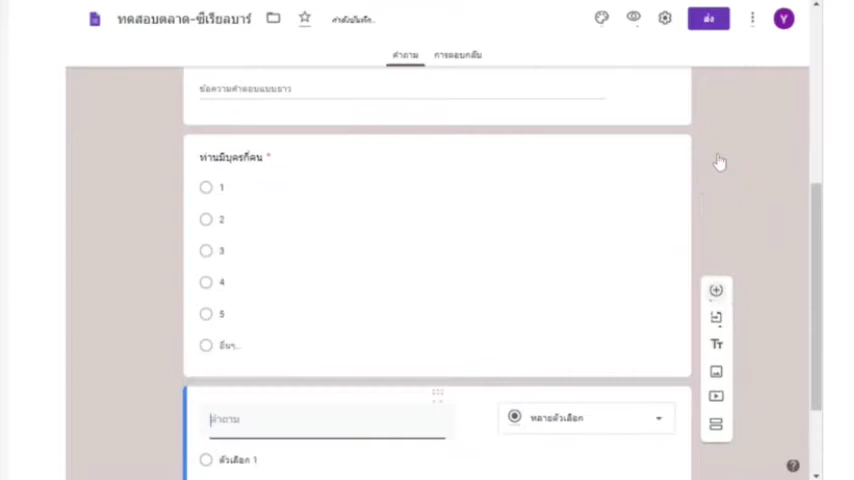 ทดสอบตลาด-ซีเรียลบาร์
ส่ง
Y
คำถาม
การตอบกลับ
ข้อความคำตอบแบบยาว
ท่านมีบุตรกี่คน *
1
2
3
4
5
อื่นๆ...
คำถาม
หลายตัวเลือก
ตัวเลือก 1
Tт